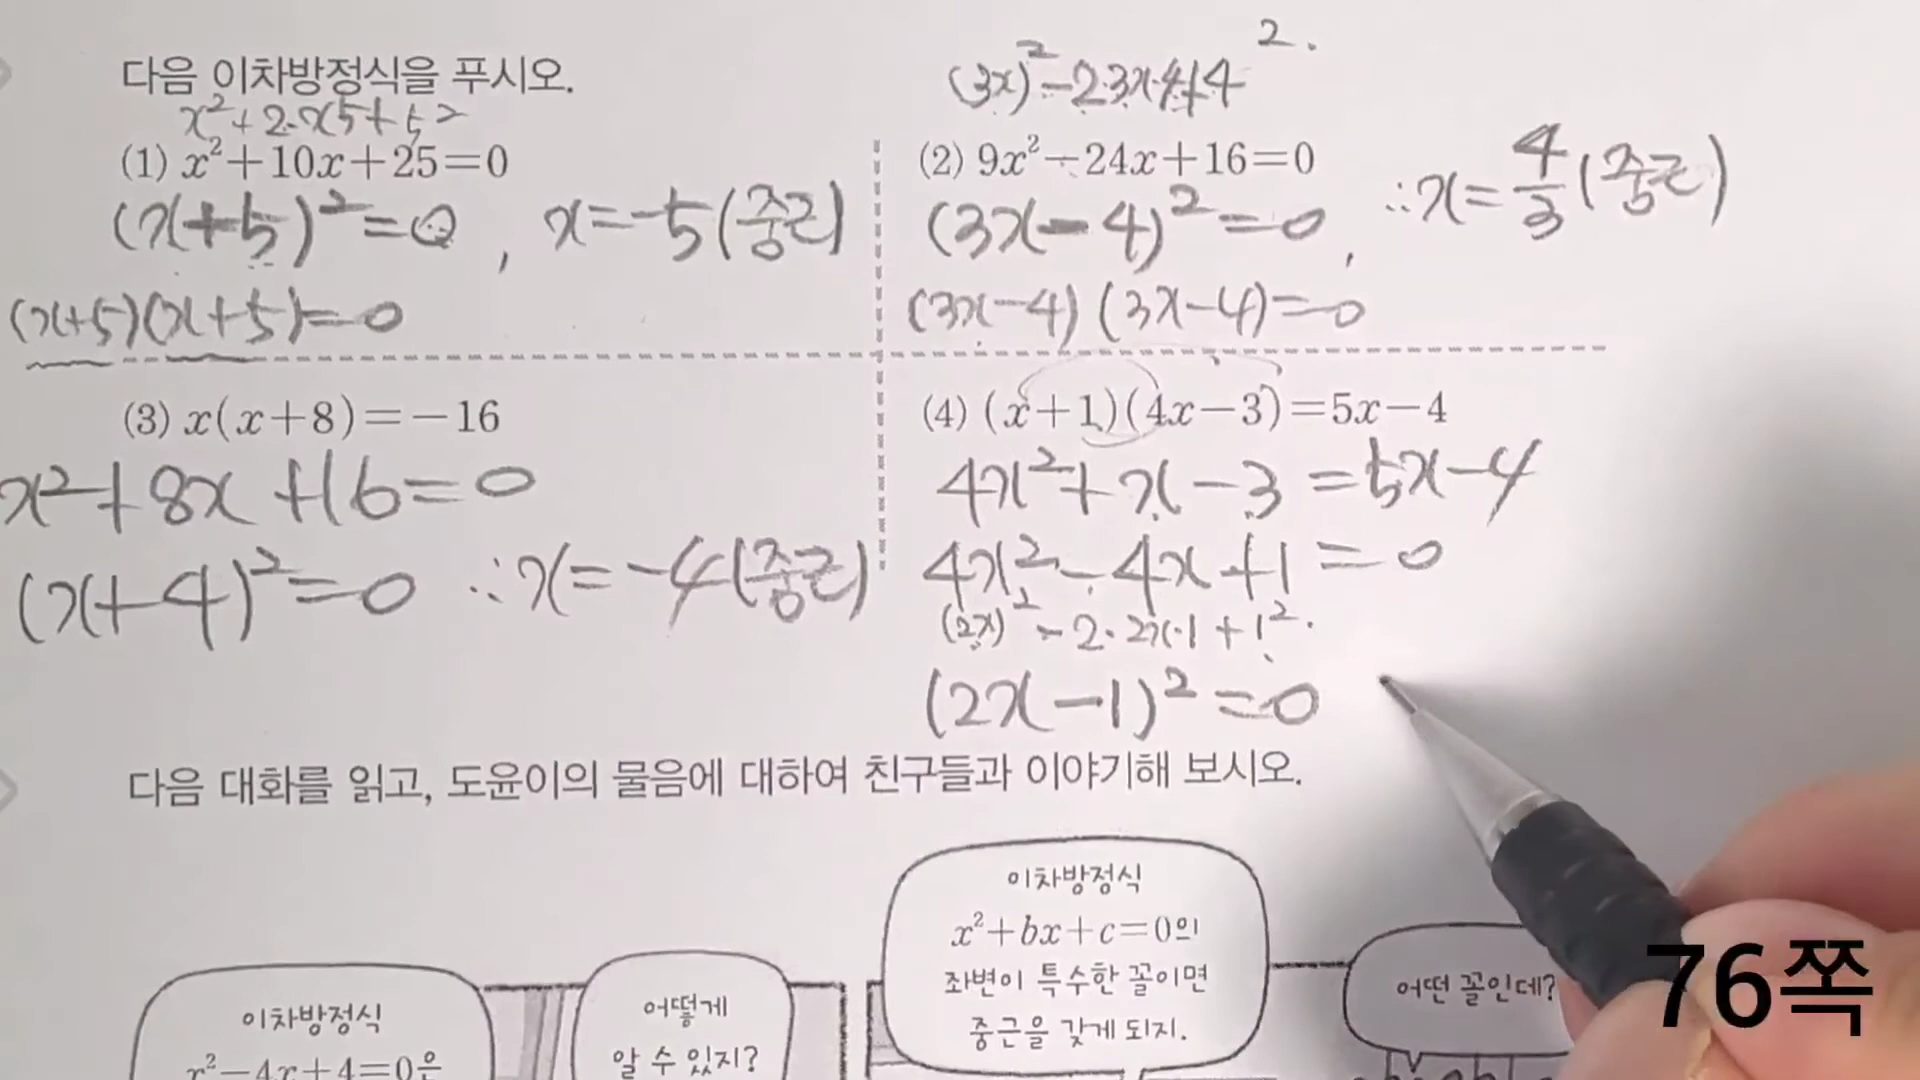 다음 이차방정식을 푸시오.
x²+2·x5+5²
(1) x²+10x+25=0
(x+5)²=0, x=-5(중근)
(x+5)(x+5)=0
(3x)²-2·3x·4+4².
(2) 9x²-24x+16=0
(3x-4)²=0, ∴x=4/3(중근)
(3x-4)(3x-4)=0
(3) x(x+8)=-16
x²+8x+16=0
(x+4)²=0 ∴x=-4(중근)
(4) (x+1)(4x-3)=5x-4
4x²+x-3=5x-4
4x²-4x+1=0
(2x)²-2·2x·1+1².
(2x-1)²=0
다음 대화를 읽고, 도윤이의 물음에 대하여 친구들과 이야기해 보시오.
이차방정식
x²-4x+4=0은
어떻게
알 수 있지?
이차방정식
x²+bx+c=0의
좌변이 특수한 꼴이면
중근을 갖게 되지.
어떤 꼴인데?
76쪽